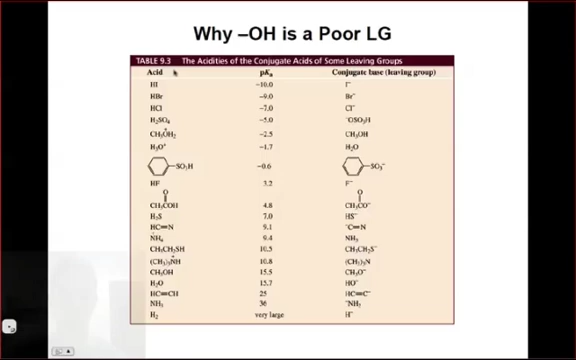 Why –OH is a Poor LG
TABLE 9.3 The Acidities of the Conjugate Acids of Some Leaving Groups
Acid pKa Conjugate base (leaving group)
HI −10.0 I−
HBr −9.0 Br−
HCl −7.0 Cl−
H2SO4 −5.0 −OSO3H
CH3OH2+ −2.5 CH3OH
H3O+ −1.7 H2O
SO3H −0.6 SO3−
HF 3.2 F−
O O
CH3COH 4.8 CH3CO−
H2S 7.0 HS−
HC≡N 9.1 −C≡N
NH4+ 9.4 NH3
CH3CH2SH 10.5 CH3CH2S−
(CH3)3NH+ 10.8 (CH3)3N
CH3OH 15.5 CH3O−
H2O 15.7 HO−
HC≡CH 25 HC≡C−
NH3 36 −NH2
H2 very large H−